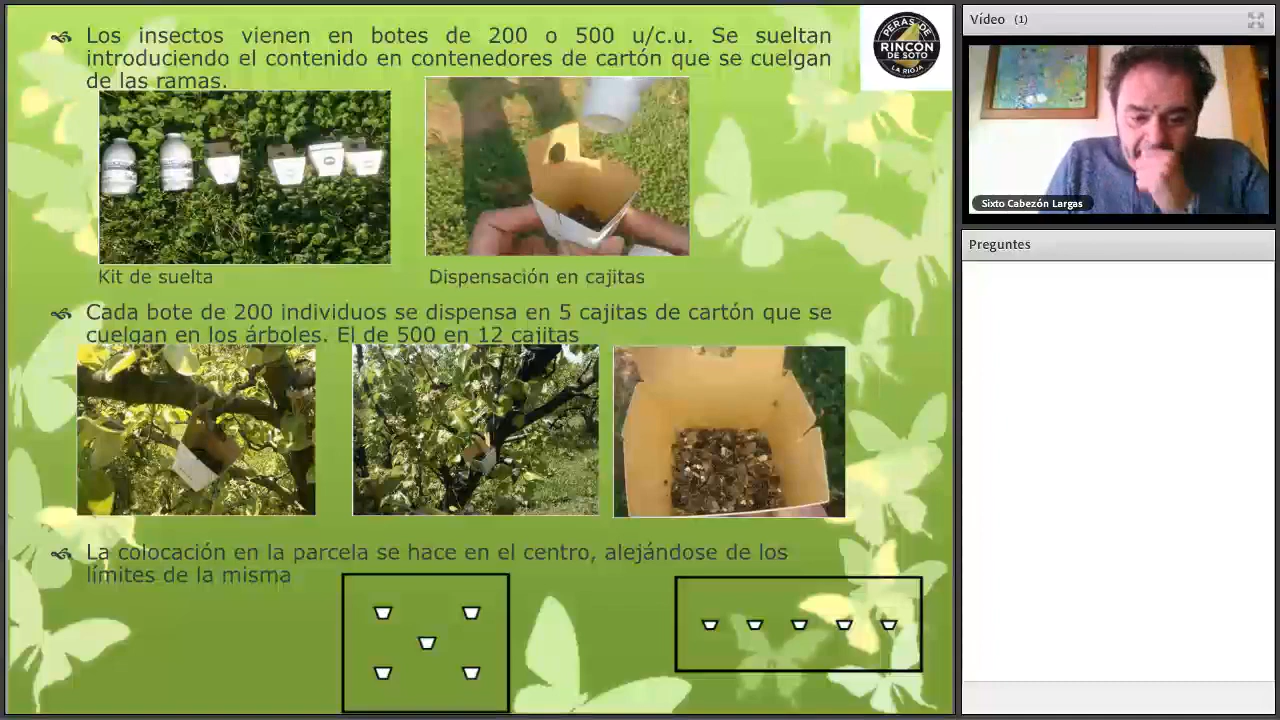 Los insectos vienen en botes de 200 o 500 u/c.u. Se sueltan
introduciendo el contenido en contenedores de cartón que se cuelgan
de las ramas.
PERAS DE
RINCÓN
DE SOTO
LA RIOJA
Kit de suelta
Dispensación en cajitas
Cada bote de 200 individuos se dispensa en 5 cajitas de cartón que se
cuelgan en los árboles. El de 500 en 12 cajitas
La colocación en la parcela se hace en el centro, alejándose de los
límites de la misma
Vídeo (1)
Sixto Cabezón Largas
Preguntes